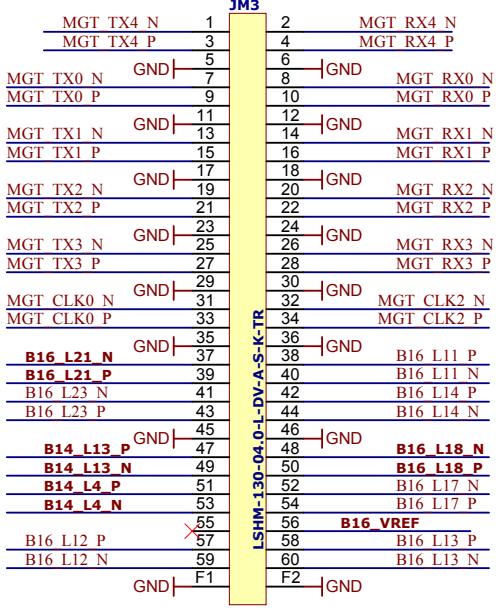 JM3
MGT_TX4_N 1 2 MGT_RX4_N
MGT_TX4_P 3 4 MGT_RX4_P
GND 5 6 GND
MGT_TX0_N 7 8 MGT_RX0_N
MGT_TX0_P 9 10 MGT_RX0_P
GND 11 12 GND
MGT_TX1_N 13 14 MGT_RX1_N
MGT_TX1_P 15 16 MGT_RX1_P
GND 17 18 GND
MGT_TX2_N 19 20 MGT_RX2_N
MGT_TX2_P 21 22 MGT_RX2_P
GND 23 24 GND
MGT_TX3_N 25 26 MGT_RX3_N
MGT_TX3_P 27 28 MGT_RX3_P
GND 29 30 GND
MGT_CLK0_N 31 32 MGT_CLK2_N
MGT_CLK0_P 33 34 MGT_CLK2_P
GND 35 36 GND
B16_L21_N 37 38 B16_L11_P
B16_L21_P 39 40 B16_L11_N
B16_L23_N 41 42 B16_L14_P
B16_L23_P 43 44 B16_L14_N
GND 45 46 GND
B14_L13_P 47 48 B16_L18_N
B14_L13_N 49 50 B16_L18_P
B14_L4_P 51 52 B16_L17_N
B14_L4_N 53 54 B16_L17_P
55 56 B16_VREF
B16_L12_P 57 58 B16_L13_P
B16_L12_N 59 60 B16_L13_N
GND F1 F2 GND
LSHM-130-04.0-L-DV-A-S-K-TR